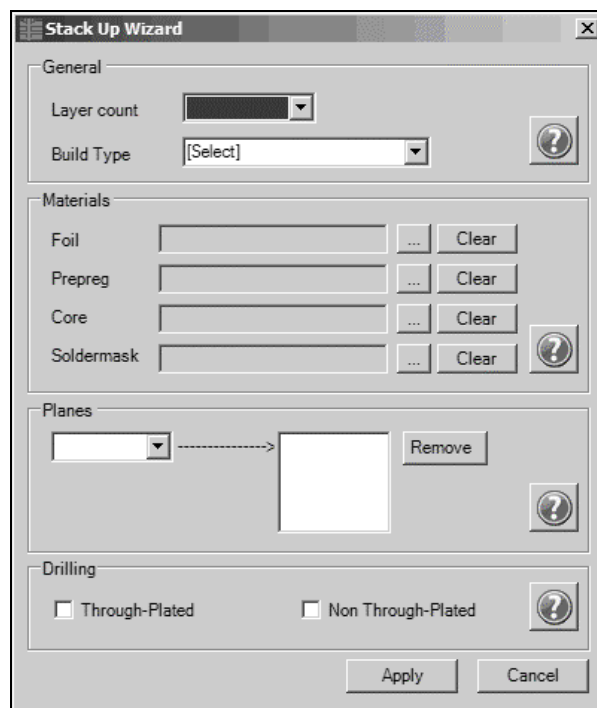 Stack Up Wizard
General
Layer count
Build Type [Select]
Materials
Foil ... Clear
Prepreg ... Clear
Core ... Clear
Soldermask ... Clear
Planes
---------------> Remove
Drilling
Through-Plated Non Through-Plated
Apply Cancel